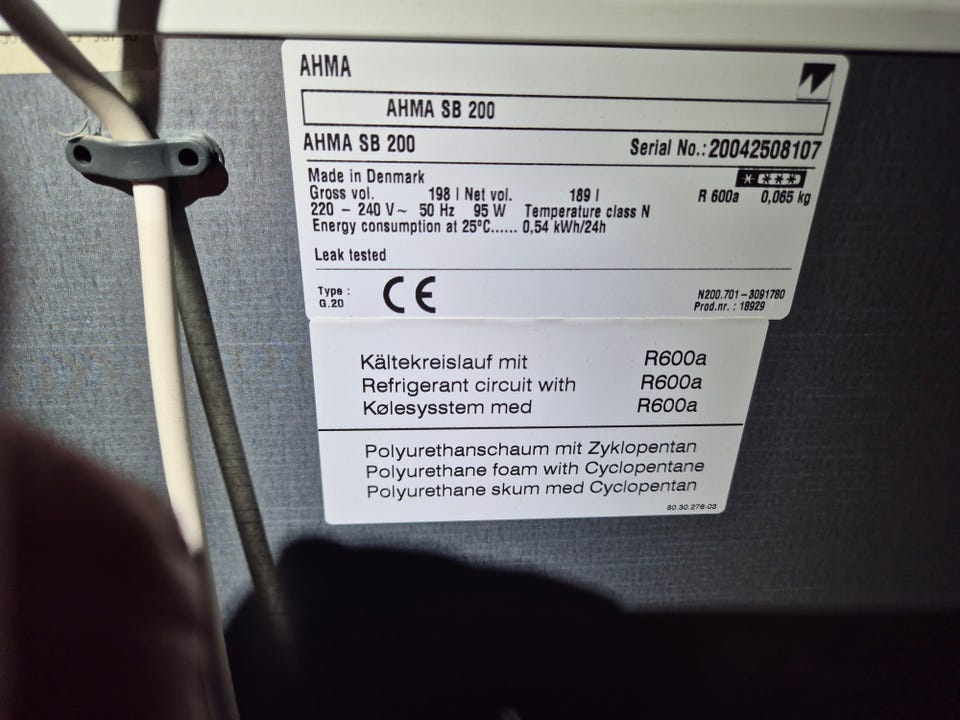 AHMA
AHMA SB 200
AHMA SB 200 Serial No.: 20042508107
Made in Denmark
Gross vol. 198 l Net vol. 189 l R 600a 0,065 kg
220 - 240 V~ 50 Hz 95 W Temperature class N
Energy consumption at 25°C...... 0,54 kWh/24h
Leak tested
Type :
G.20
CE
N200.701-3091780
Prod.nr. : 18929
Kältekreislauf mit R600a
Refrigerant circuit with R600a
Kølesysstem med R600a
Polyurethanschaum mit Zyklopentan
Polyurethane foam with Cyclopentane
Polyurethane skum med Cyclopentan
80.30.278-03